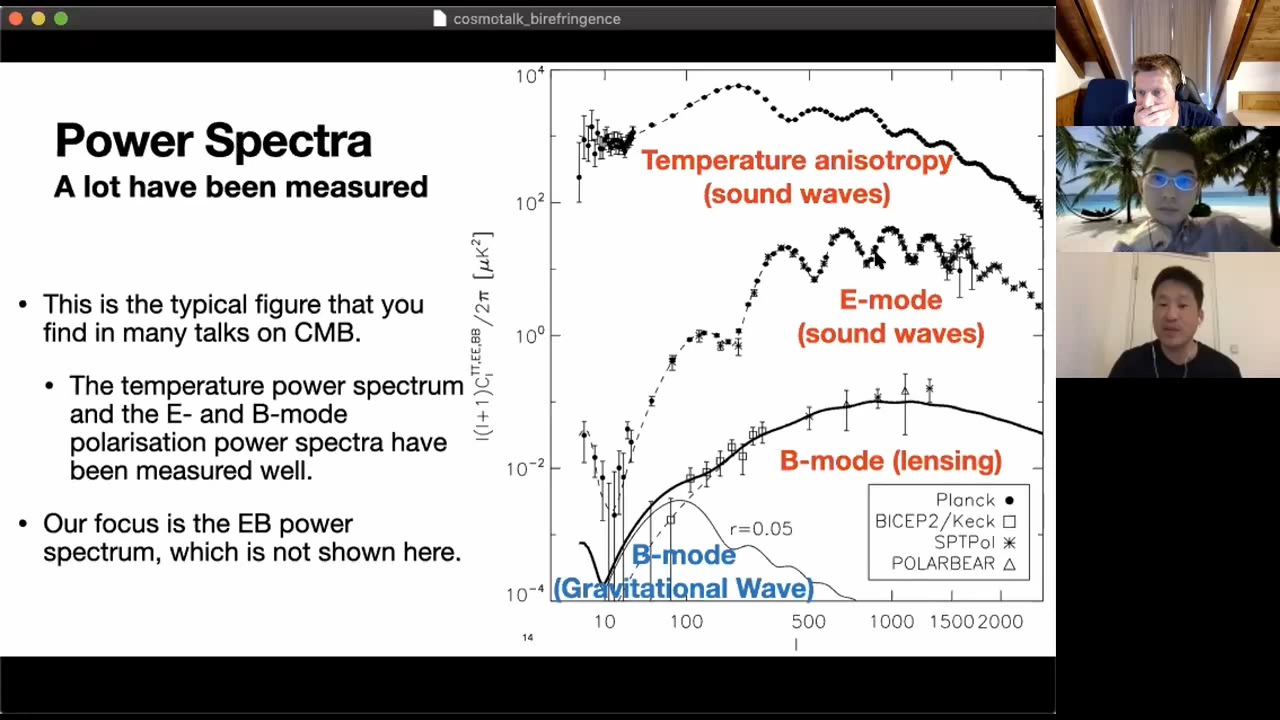 cosmotalk_birefringence
Power Spectra
A lot have been measured
• This is the typical figure that you
find in many talks on CMB.
• The temperature power spectrum
and the E- and B-mode
polarisation power spectra have
been measured well.
• Our focus is the EB power
spectrum, which is not shown here.
14
l(l+1)C_l^{TT,EE,BB}/2π [μK²]
10⁴
10²
10⁰
10⁻²
10⁻⁴
Temperature anisotropy
(sound waves)
E-mode
(sound waves)
B-mode (lensing)
r=0.05
B-mode
(Gravitational Wave)
Planck
BICEP2/Keck
SPTPol
POLARBEAR
10 100 500 1000 1500 2000
l